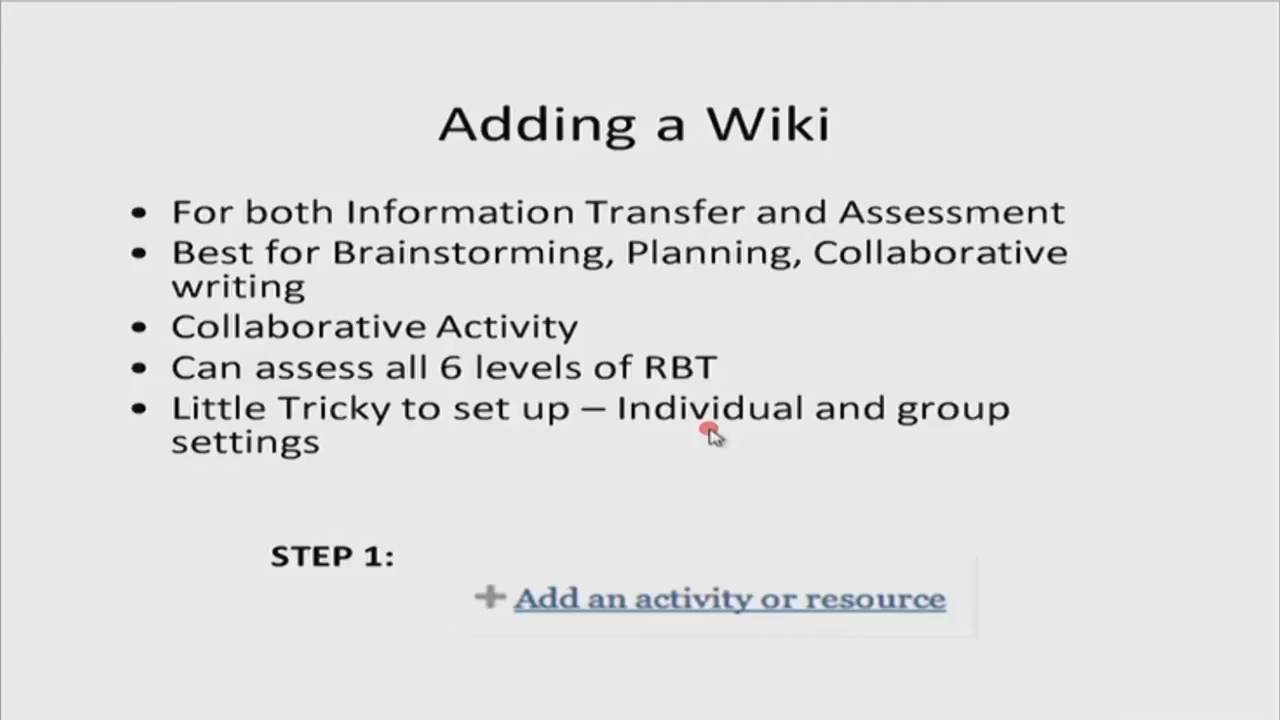 Adding a Wiki
• For both Information Transfer and Assessment
• Best for Brainstorming, Planning, Collaborative
writing
• Collaborative Activity
• Can assess all 6 levels of RBT
• Little Tricky to set up – Individual and group
settings
STEP 1:
Add an activity or resource